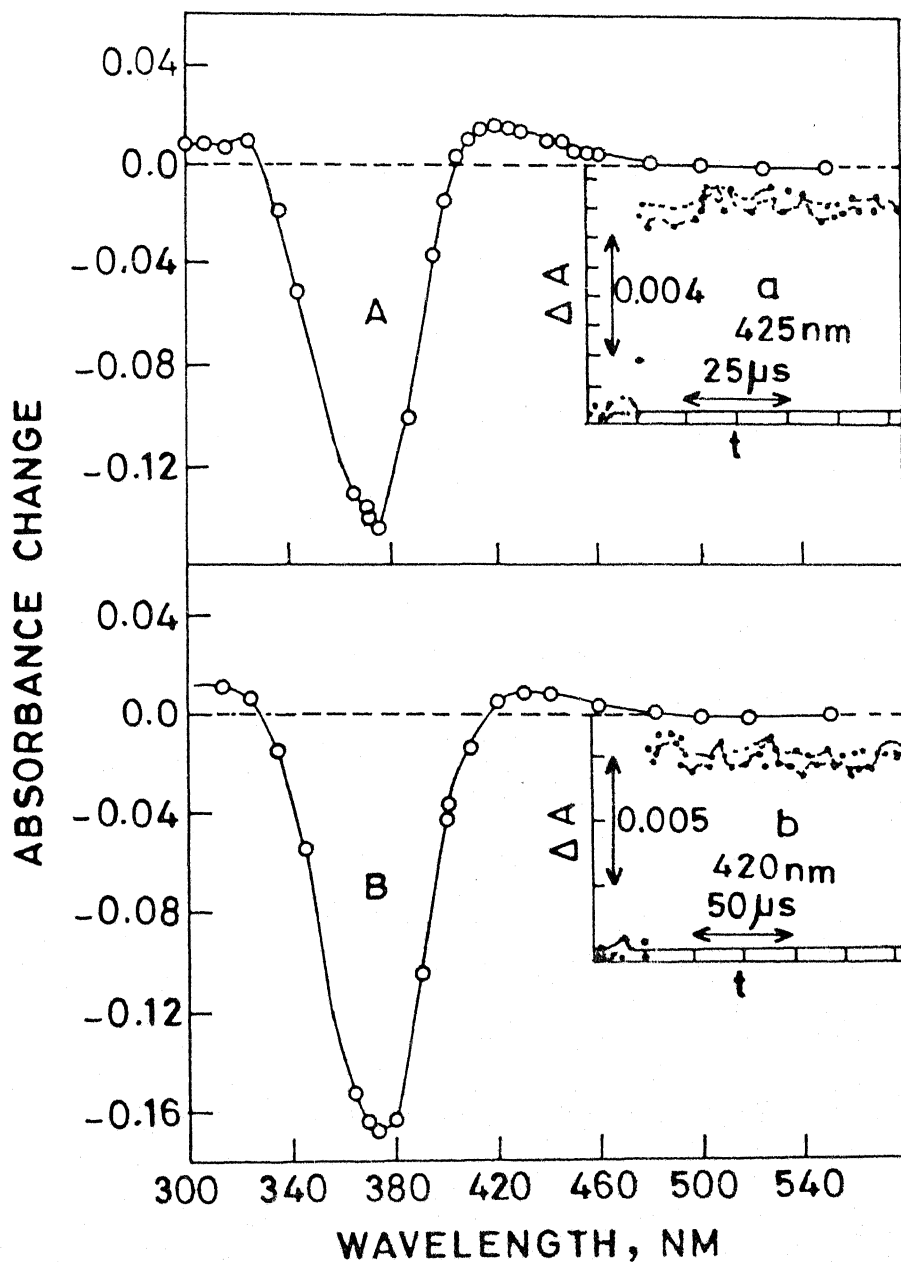 ABSORBANCE CHANGE
0.04
0.0
-0.04
-0.08
-0.12
A
ΔA
0.004
a
425nm
25μs
t
0.04
0.0
-0.04
-0.08
-0.12
-0.16
B
ΔA
0.005
b
420nm
50μs
t
300 340 380 420 460 500 540
WAVELENGTH, NM